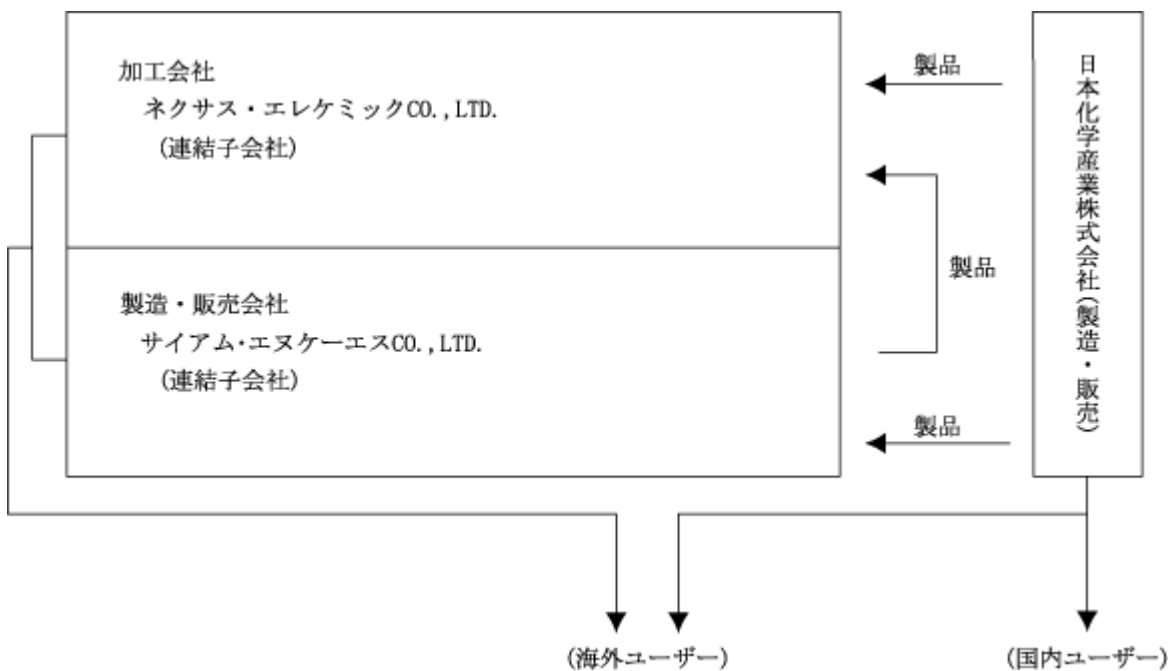 加工会社
ネクサス・エレケミックCO.,LTD.
(連結子会社)
製造・販売会社
サイアム・エヌケーエスCO.,LTD.
(連結子会社)
製品
製品
製品
日本化学産業株式会社(製造・販売)
(海外ユーザー)
(国内ユーザー)